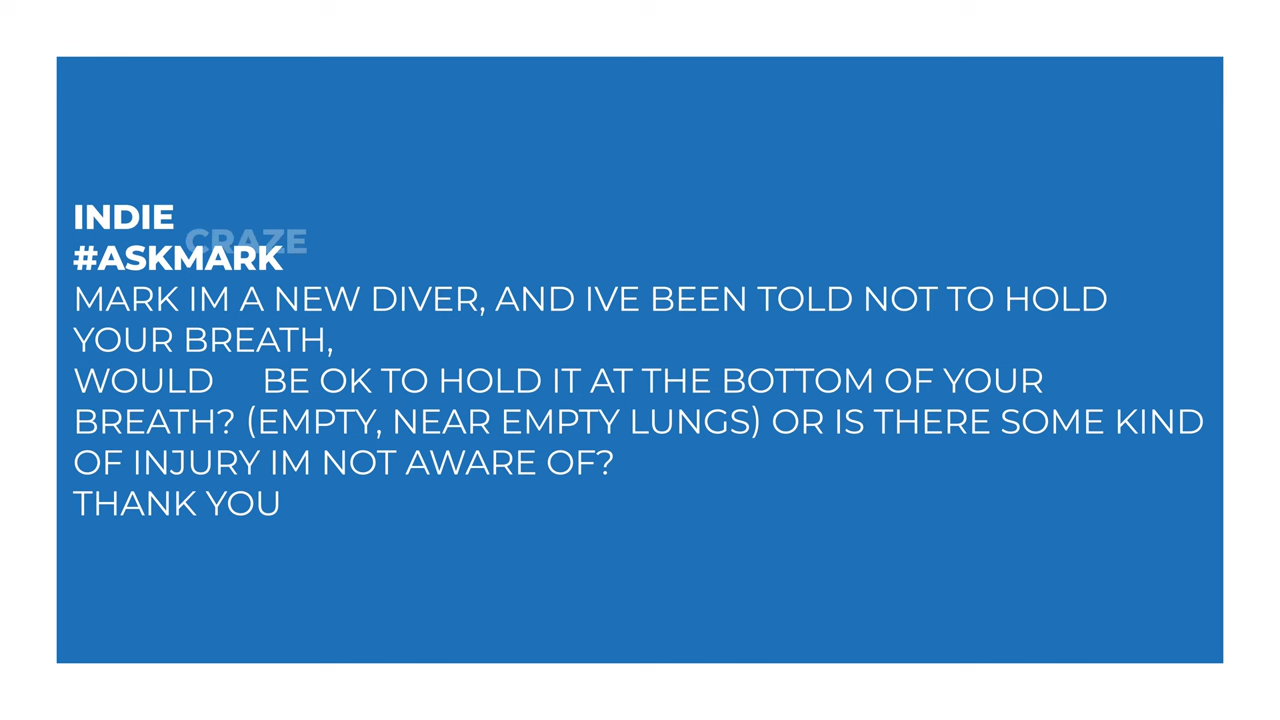 INDIE
CRAZE
#ASKMARK
MARK IM A NEW DIVER, AND IVE BEEN TOLD NOT TO HOLD
YOUR BREATH,
WOULD BE OK TO HOLD IT AT THE BOTTOM OF YOUR
BREATH? (EMPTY, NEAR EMPTY LUNGS) OR IS THERE SOME KIND
OF INJURY IM NOT AWARE OF?
THANK YOU